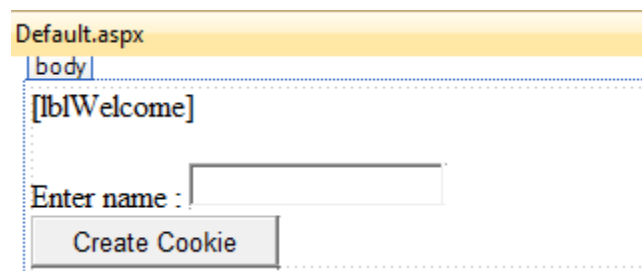 Default.aspx
body
[lblWelcome]
Enter name :
Create Cookie